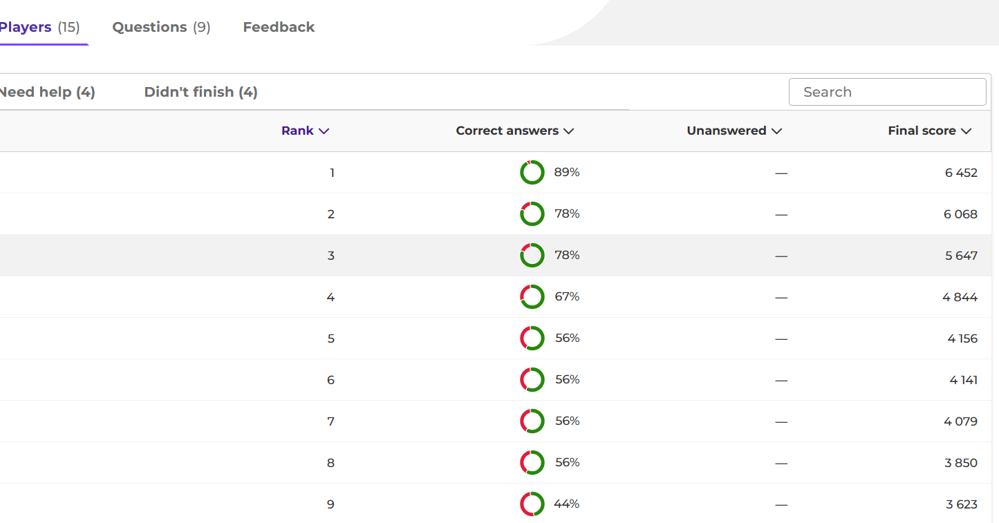 Players (15) Questions (9) Feedback
Need help (4) Didn't finish (4) Search
Rank Correct answers Unanswered Final score
1 89% — 6 452
2 78% — 6 068
3 78% — 5 647
4 67% — 4 844
5 56% — 4 156
6 56% — 4 141
7 56% — 4 079
8 56% — 3 850
9 44% — 3 623